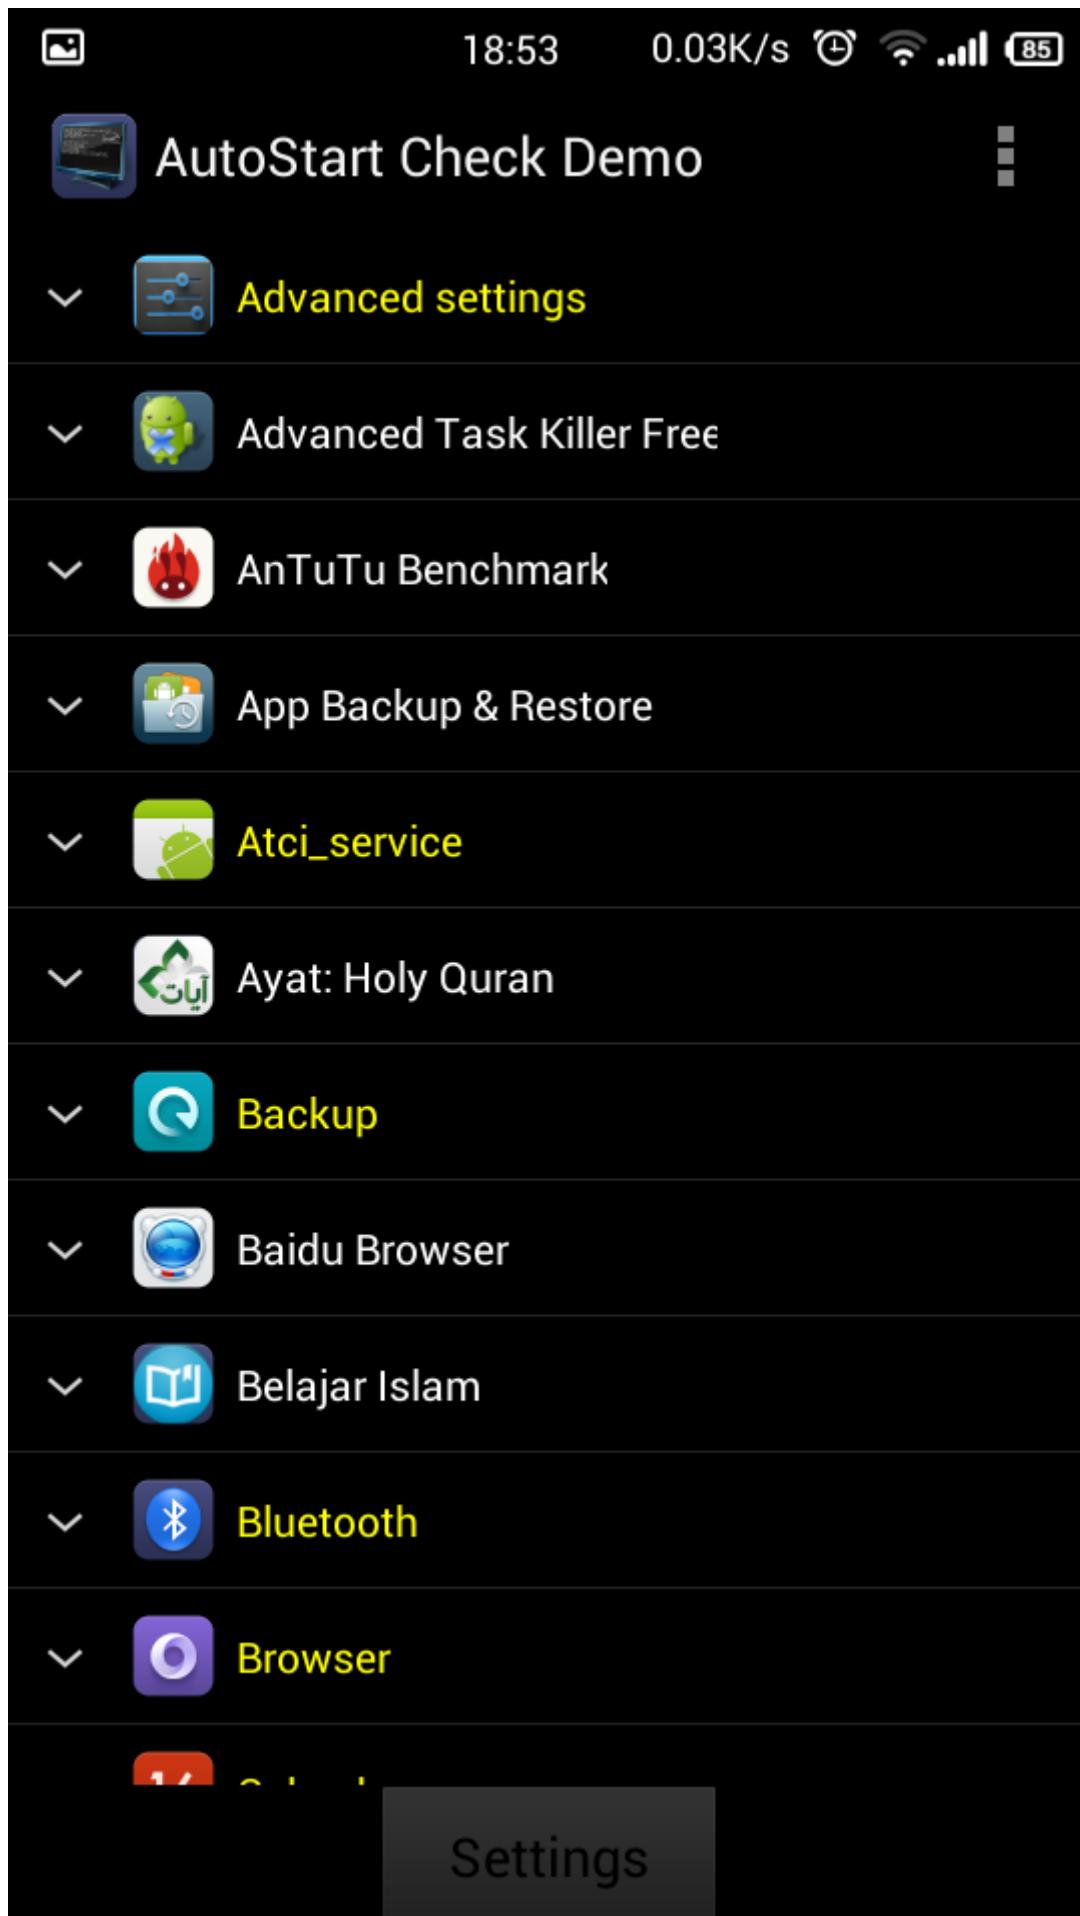 18:53 0.03K/s 85
AutoStart Check Demo
Advanced settings
Advanced Task Killer Free
AnTuTu Benchmark
App Backup & Restore
Atci_service
آيات
Ayat: Holy Quran
Backup
Baidu Browser
Belajar Islam
Bluetooth
Browser
Settings